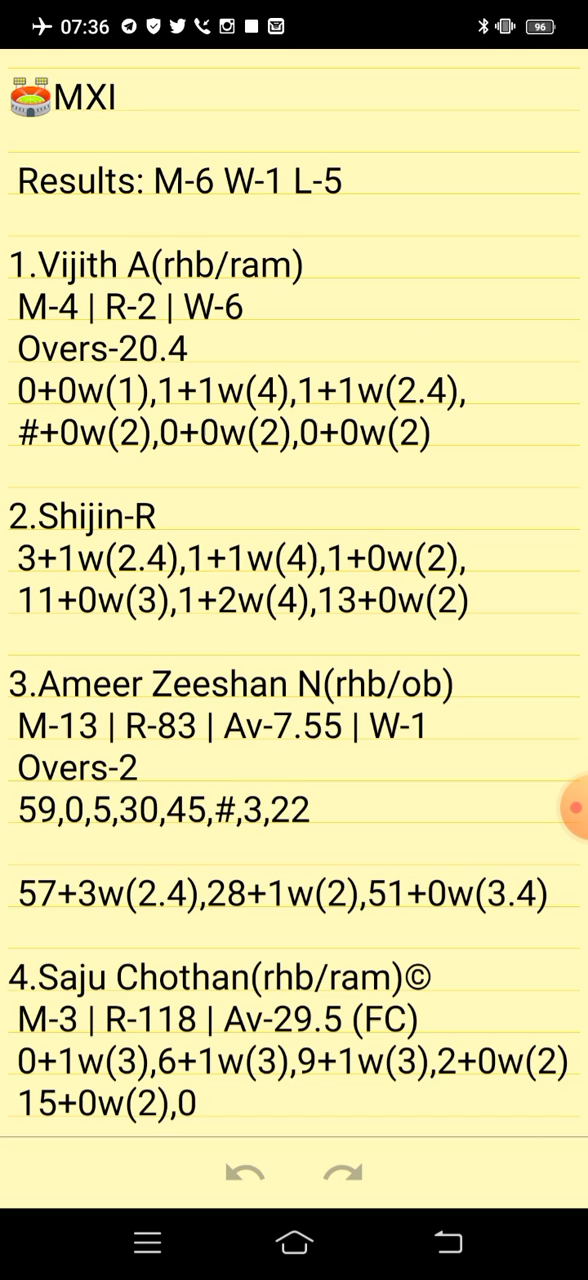 07:36
96
MXI
Results: M-6 W-1 L-5
1.Vijith A(rhb/ram)
M-4 | R-2 | W-6
Overs-20.4
0+0w(1),1+1w(4),1+1w(2.4),
#+0w(2),0+0w(2),0+0w(2)
2.Shijin-R
3+1w(2.4),1+1w(4),1+0w(2),
11+0w(3),1+2w(4),13+0w(2)
3.Ameer Zeeshan N(rhb/ob)
M-13 | R-83 | Av-7.55 | W-1
Overs-2
59,0,5,30,45,#,3,22
57+3w(2.4),28+1w(2),51+0w(3.4)
4.Saju Chothan(rhb/ram)©
M-3 | R-118 | Av-29.5 (FC)
0+1w(3),6+1w(3),9+1w(3),2+0w(2)
15+0w(2),0